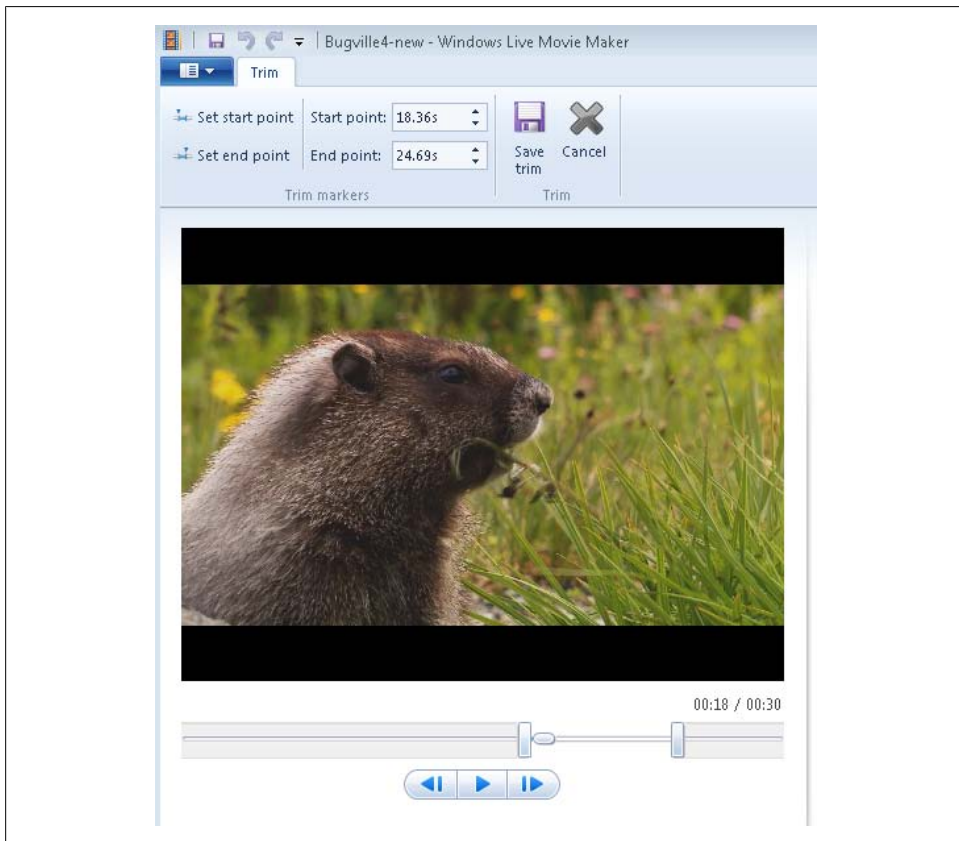 Bugville4-new - Windows Live Movie Maker
Trim
Set start point Start point: 18.36s
Set end point End point: 24.69s
Save trim
Cancel
Trim markers
Trim
00:18 / 00:30